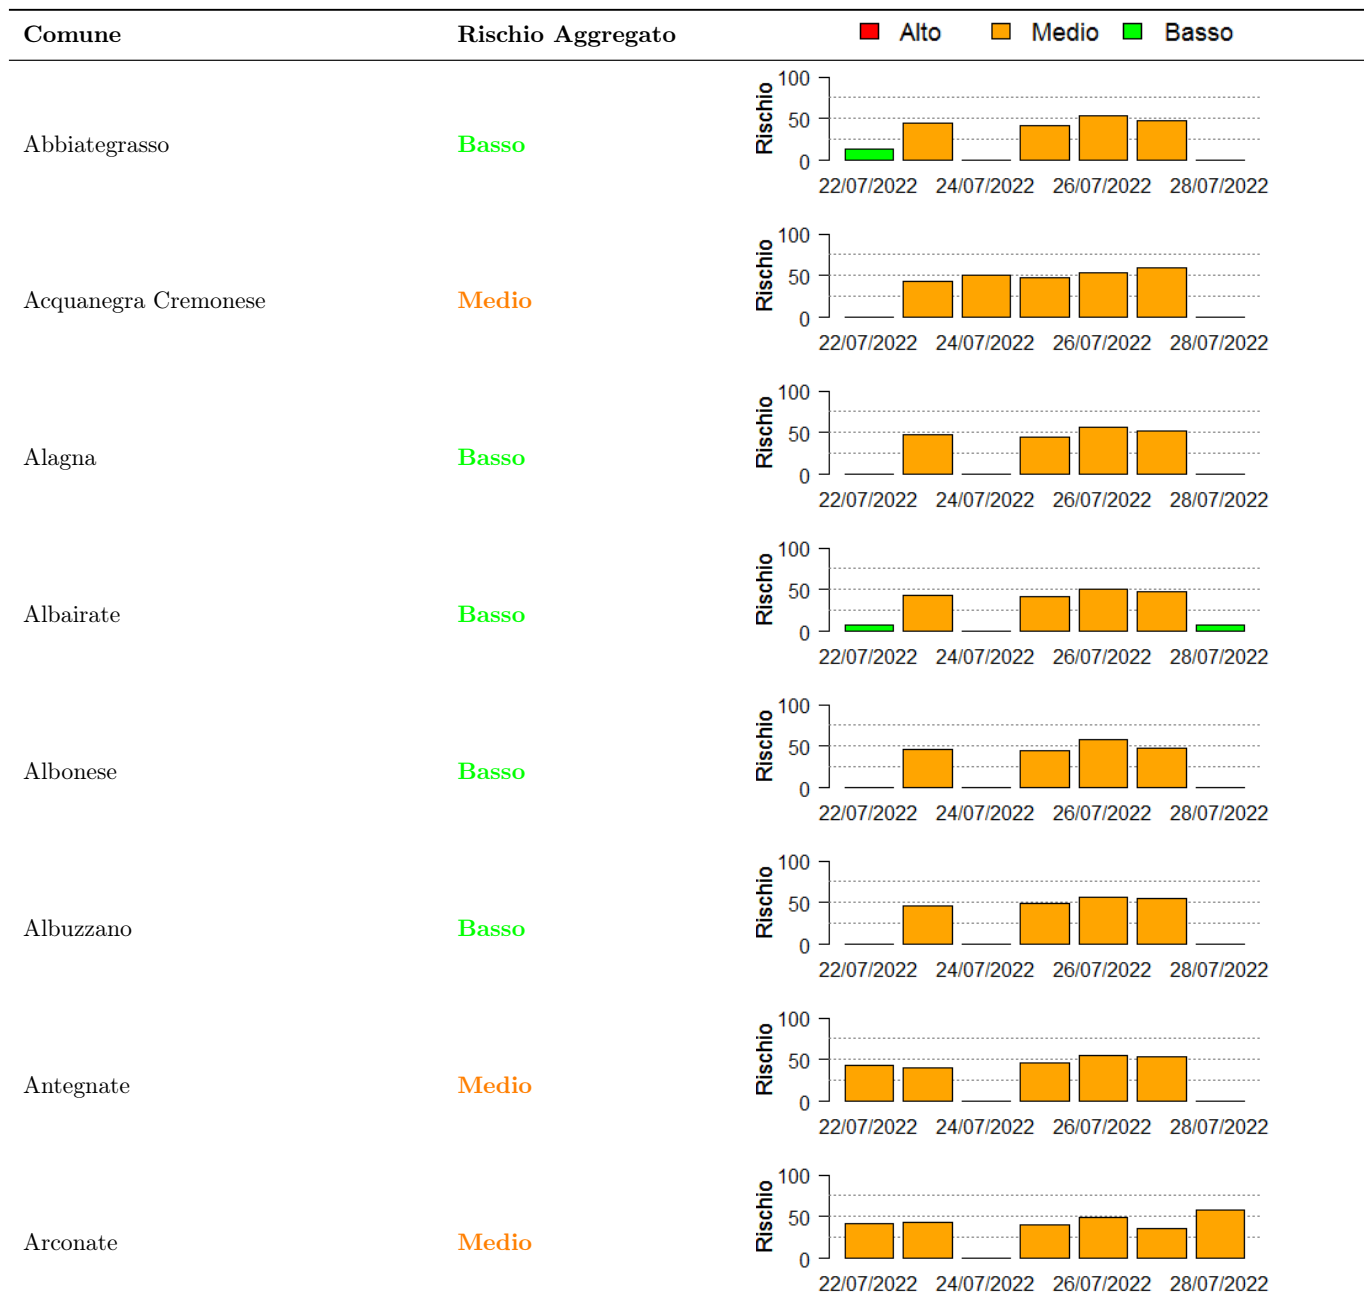 Comune Rischio Aggregato Alto Medio Basso
Abbiategrasso Basso Rischio 100 50 0
22/07/2022 24/07/2022 26/07/2022 28/07/2022
Acquanegra Cremonese Medio Rischio 100 50 0
22/07/2022 24/07/2022 26/07/2022 28/07/2022
Alagna Basso Rischio 100 50 0
22/07/2022 24/07/2022 26/07/2022 28/07/2022
Albairate Basso Rischio 100 50 0
22/07/2022 24/07/2022 26/07/2022 28/07/2022
Albonese Basso Rischio 100 50 0
22/07/2022 24/07/2022 26/07/2022 28/07/2022
Albuzzano Basso Rischio 100 50 0
22/07/2022 24/07/2022 26/07/2022 28/07/2022
Antegnate Medio Rischio 100 50 0
22/07/2022 24/07/2022 26/07/2022 28/07/2022
Arconate Medio Rischio 100 50 0
22/07/2022 24/07/2022 26/07/2022 28/07/2022